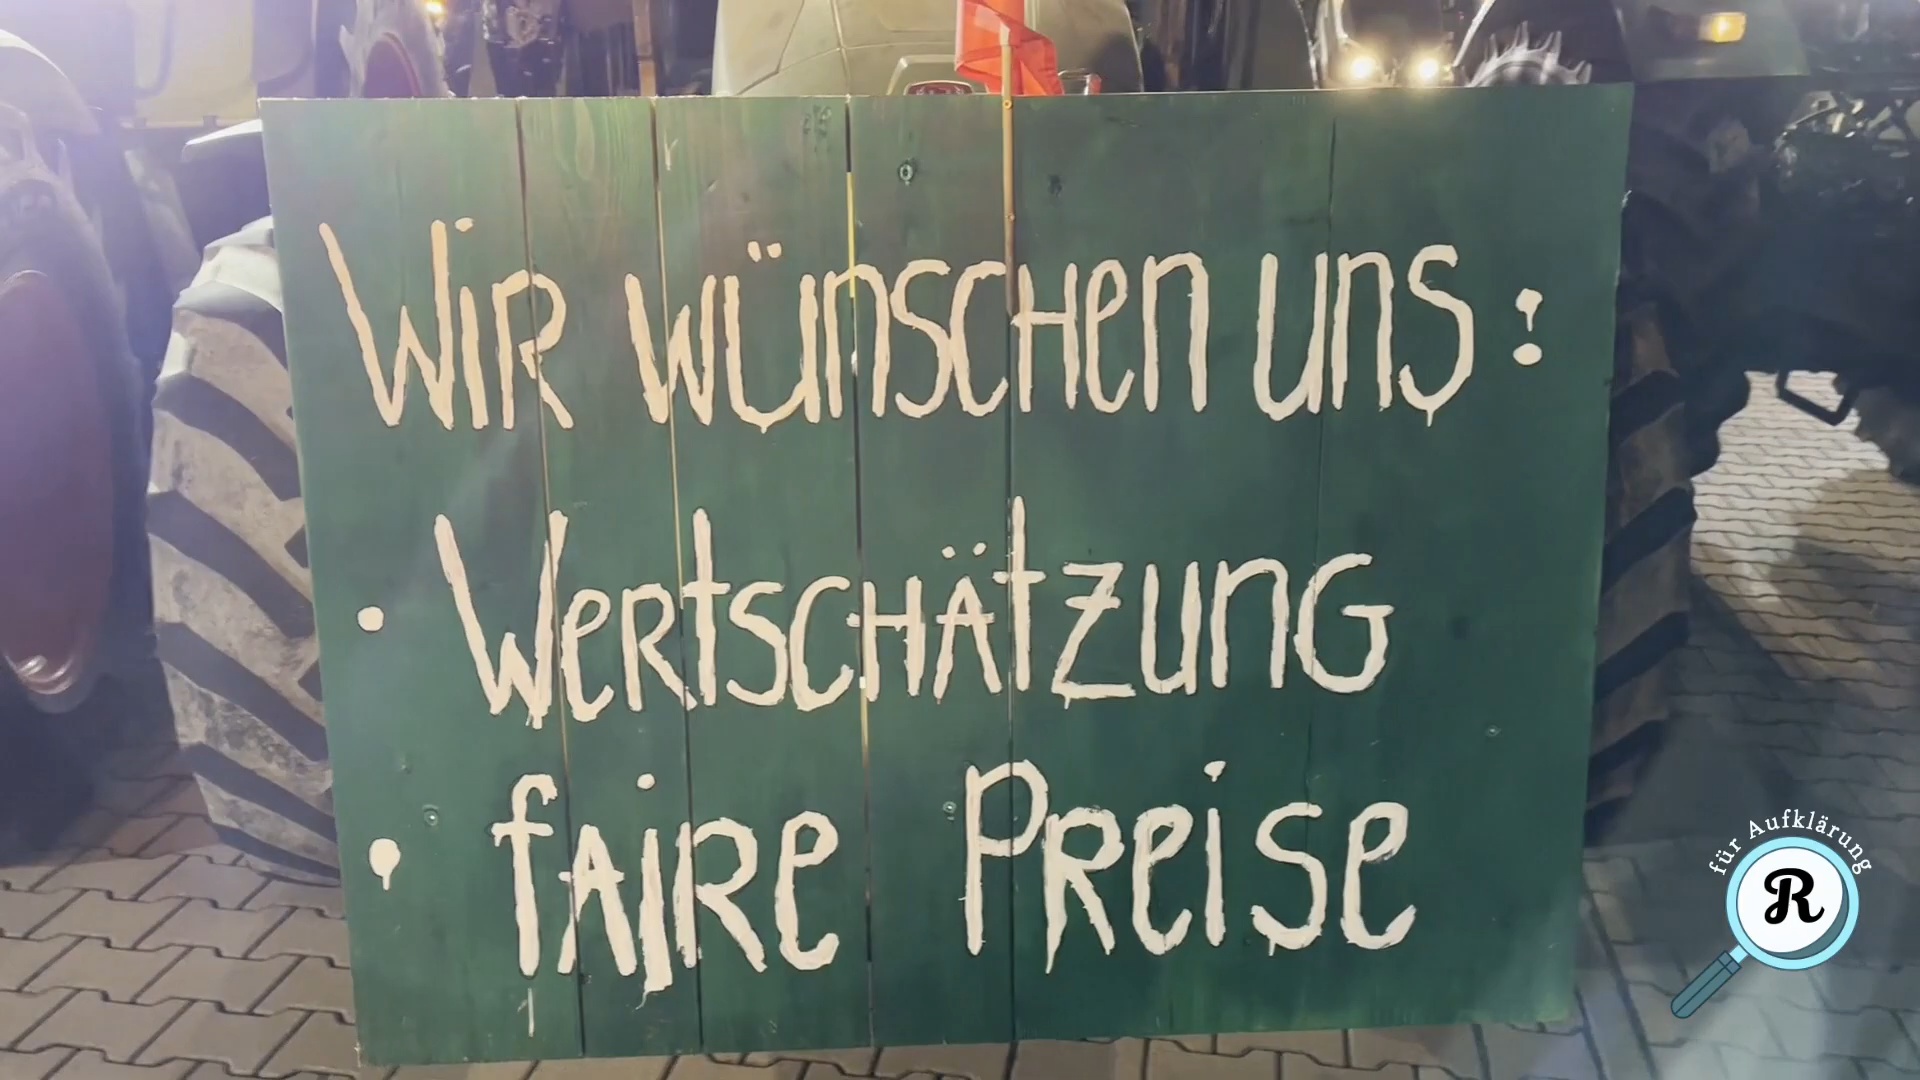 Wir wünschen uns:
• Wertschätzung
• faire Preise
für Aufklärung
R